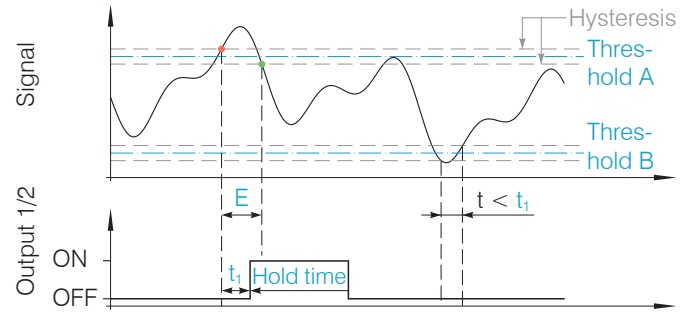 Hysteresis
Thres-
hold A
Signal
Thres-
hold B
E
t < t₁
Output 1/2
ON
t₁ Hold time
OFF